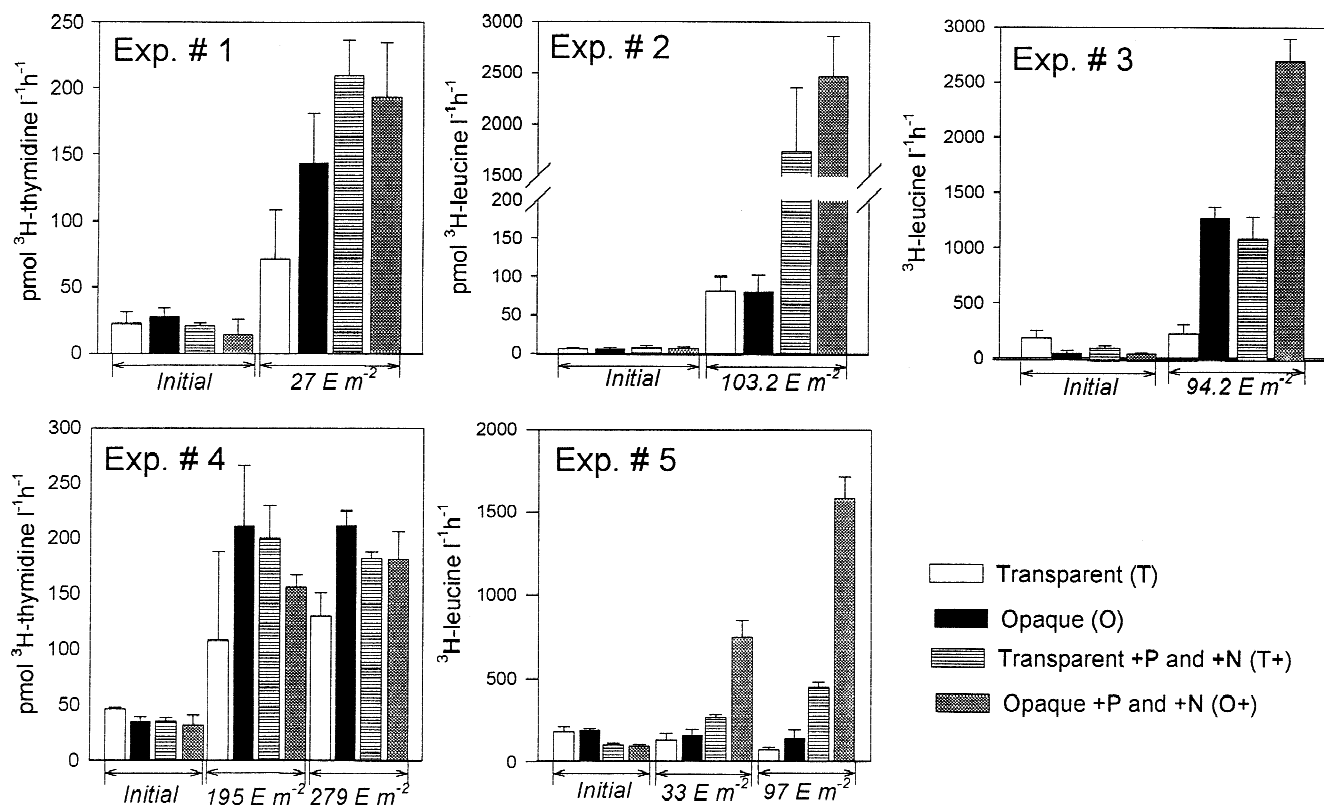 Exp. # 1
pmol ³H-thymidine l⁻¹h⁻¹
250
200
150
100
50
0
Initial
27 E m⁻²
Exp. # 2
pmol ³H-leucine l⁻¹h⁻¹
3000
2500
2000
1500
200
150
100
50
0
Initial
103.2 E m⁻²
Exp. # 3
³H-leucine l⁻¹h⁻¹
3000
2500
2000
1500
1000
500
0
Initial
94.2 E m⁻²
Exp. # 4
pmol ³H-thymidine l⁻¹h⁻¹
300
250
200
150
100
50
0
Initial
195 E m⁻²
279 E m⁻²
Exp. # 5
³H-leucine l⁻¹h⁻¹
2000
1500
1000
500
0
Initial
33 E m⁻²
97 E m⁻²
Transparent (T)
Opaque (O)
Transparent +P and +N (T+)
Opaque +P and +N (O+)